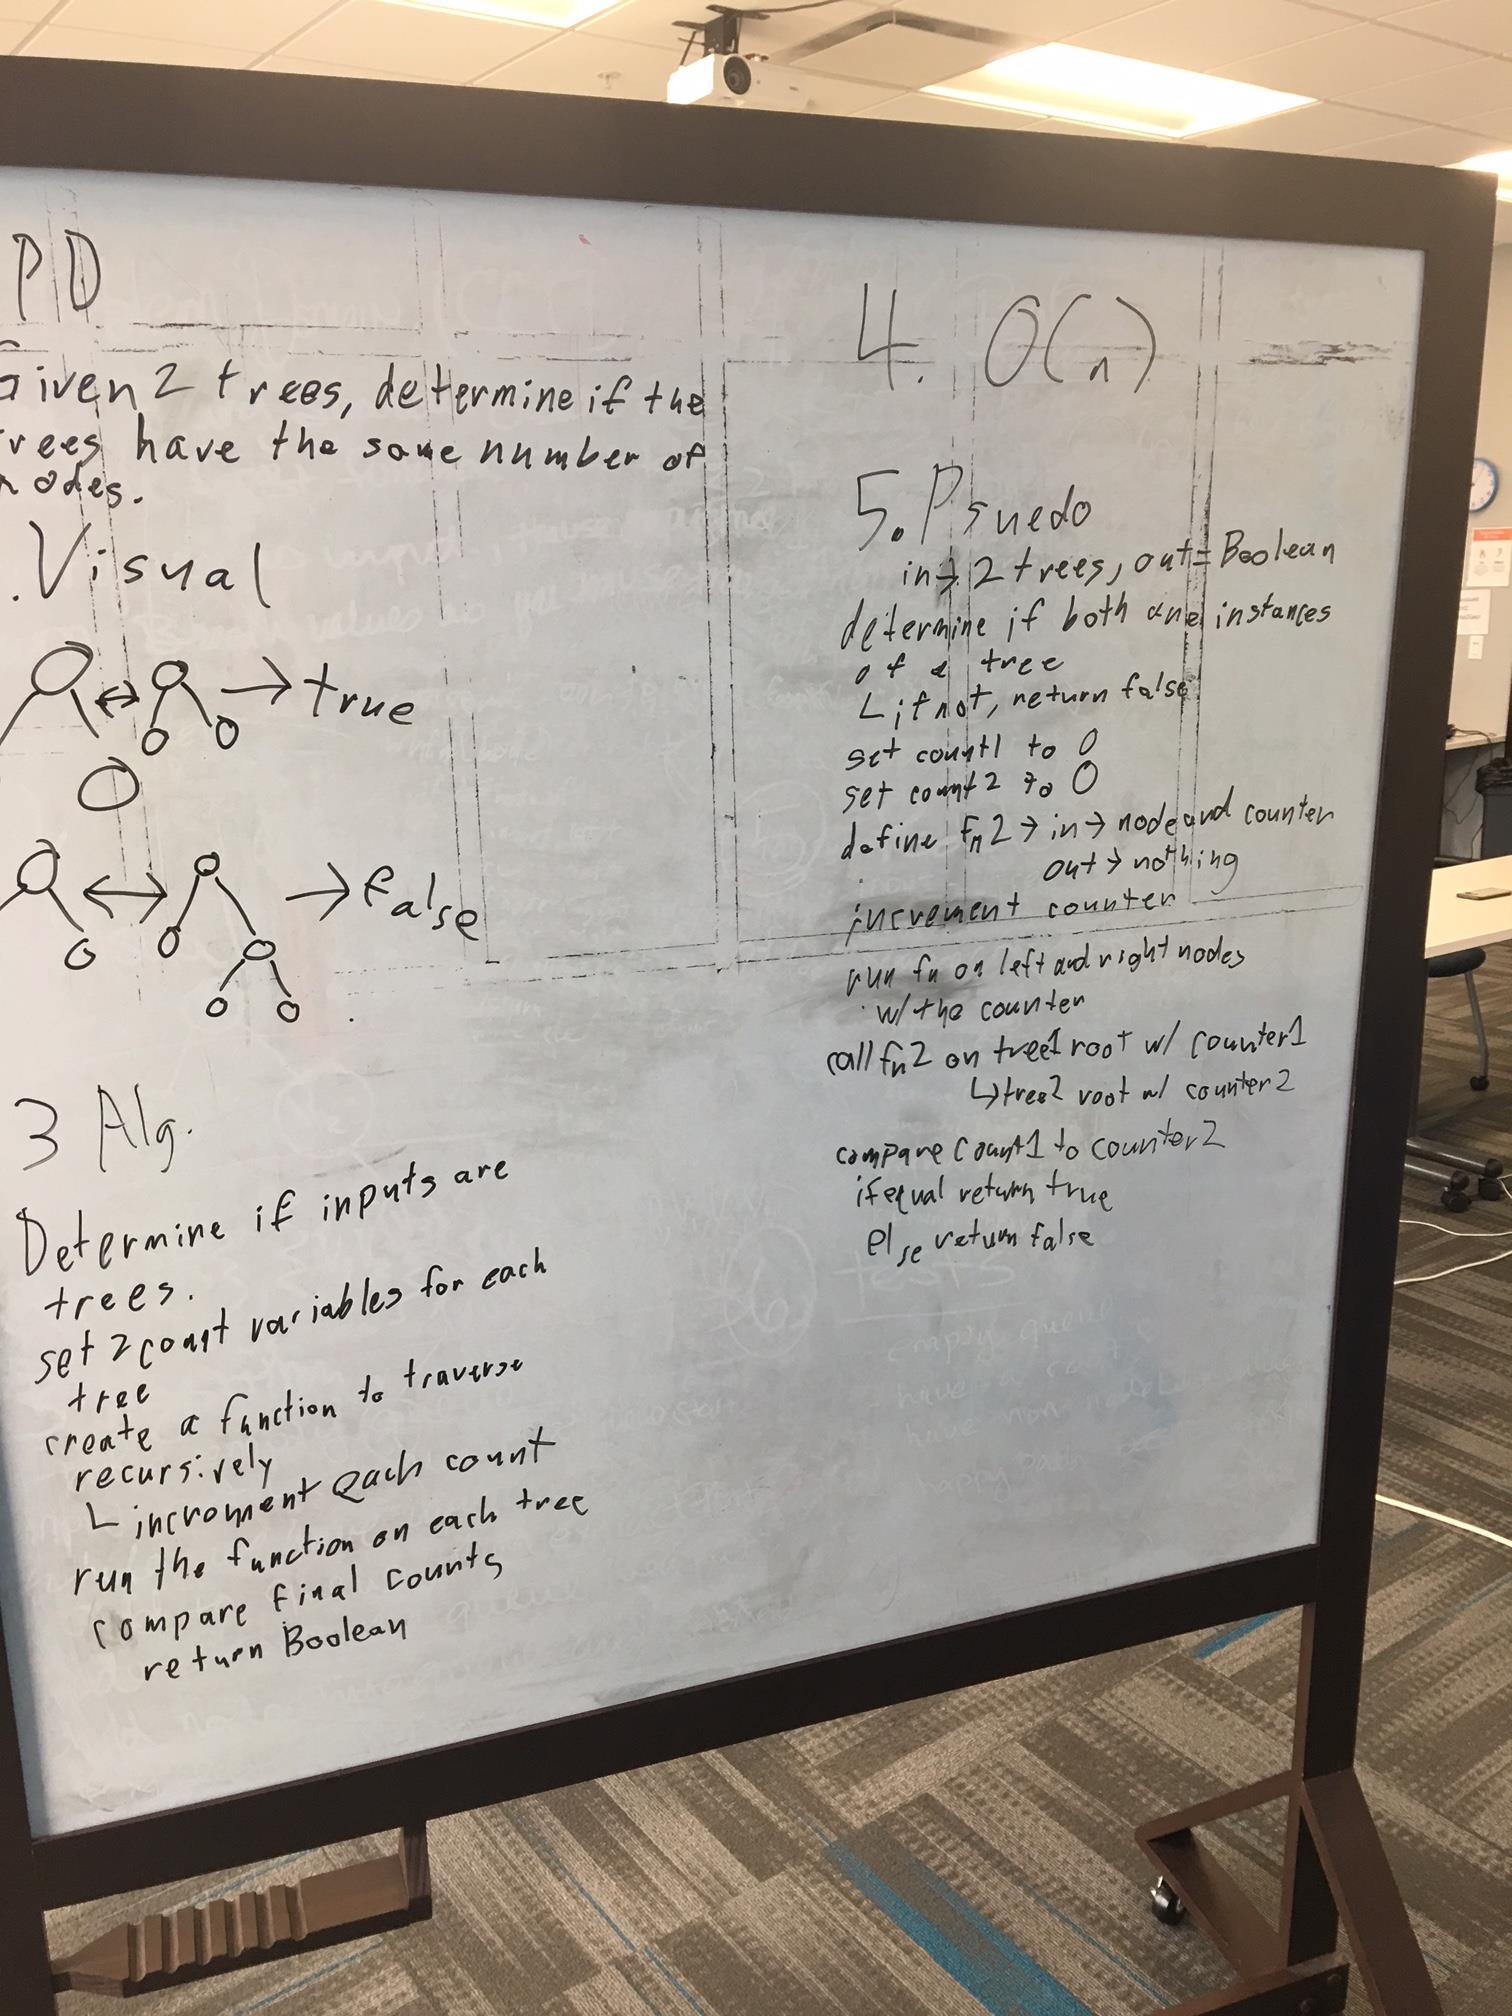 PD
Given 2 trees, determine if the
trees have the same number of
nodes.
. Visual
true
false
3 Alg.
Determine if inputs are
trees.
set 2 count variables for each
tree
create a function to traverse
recursively
L increment each count
run the function on each tree
compare final counts
return Boolean
4. O(n)
5. Psuedo
in → 2 trees, out = Boolean
determine if both are instances
of a tree
L if not, return false
set count1 to 0
set count2 to 0
define fn2 → in → node and counter
out → nothing
increment counter
run fn on left and right nodes
w/ the counter
call fn2 on tree1 root w/ counter1
↳ tree2 root w/ counter2
compare count1 to counter2
if equal return true
else return false
6 tests
empty queue